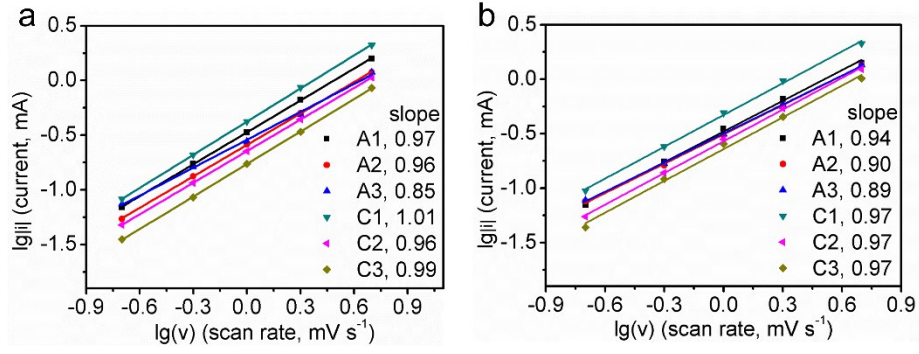 a
0.5
0.0
-0.5
-1.0
-1.5
lg|i| (current, mA)
slope
A1, 0.97
A2, 0.96
A3, 0.85
C1, 1.01
C2, 0.96
C3, 0.99
-0.9 -0.6 -0.3 0.0 0.3 0.6 0.9
lg(v) (scan rate, mV s⁻¹)
b
0.5
0.0
-0.5
-1.0
-1.5
lg|i| (current, mA)
slope
A1, 0.94
A2, 0.90
A3, 0.89
C1, 0.97
C2, 0.97
C3, 0.97
-0.9 -0.6 -0.3 0.0 0.3 0.6 0.9
lg(v) (scan rate, mV s⁻¹)